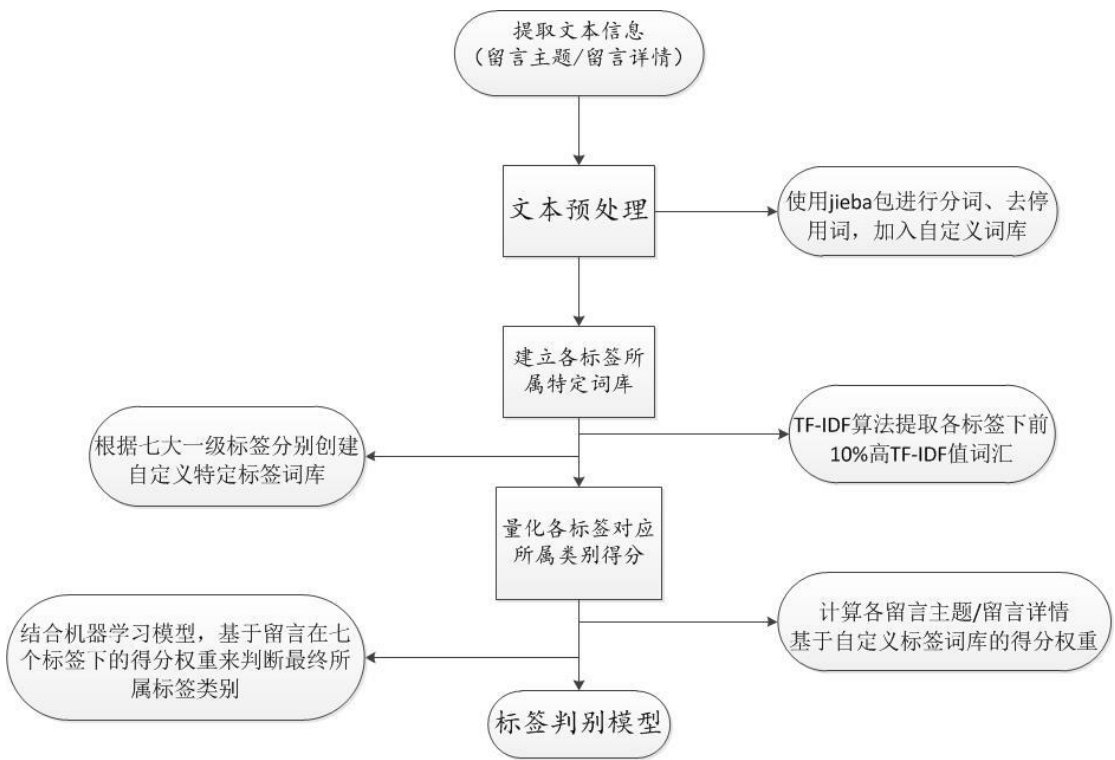 提取文本信息
（留言主题/留言详情）
文本预处理
使用jieba包进行分词、去停
用词，加入自定义词库
建立各标签所
属特定词库
TF-IDF算法提取各标签下前
10%高TF-IDF值词汇
根据七大一级标签分别创建
自定义特定标签词库
量化各标签对应
所属类别得分
计算各留言主题/留言详情
基于自定义标签词库的得分权重
结合机器学习模型，基于留言在七
个标签下的得分权重来判断最终所
属标签类别
标签判别模型